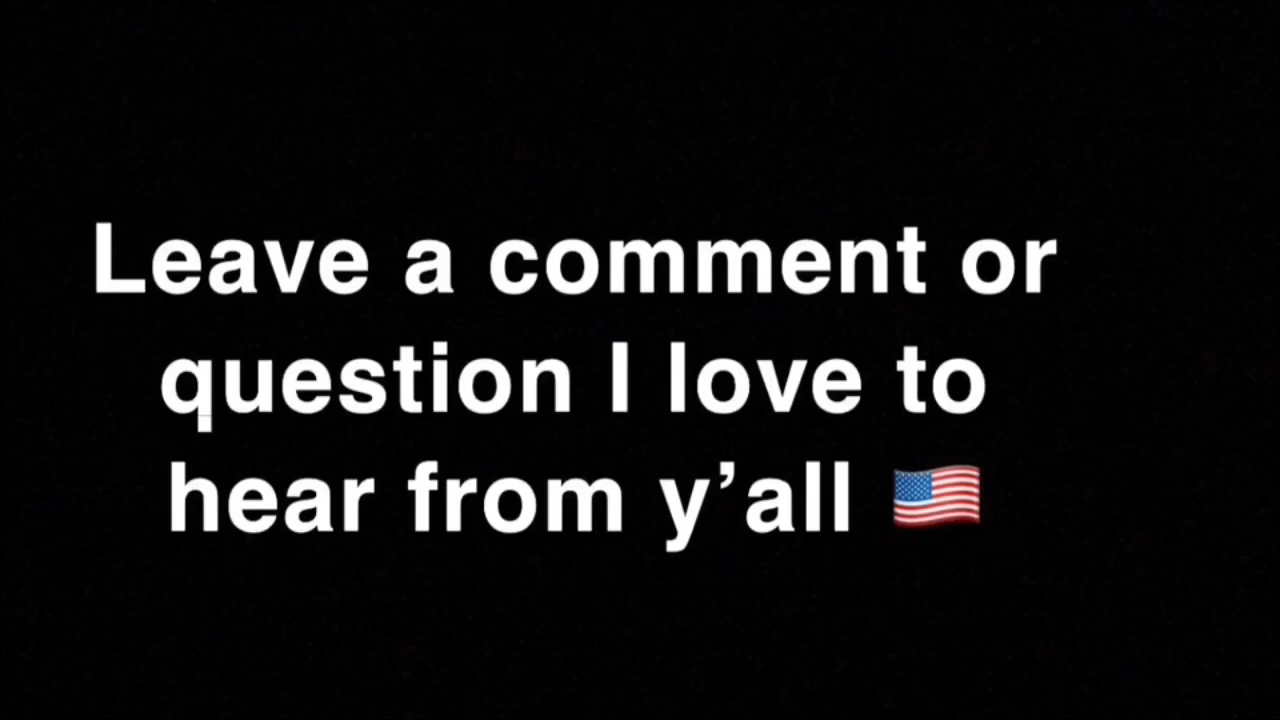 Leave a comment or
question I love to
hear from y’all 🇺🇸